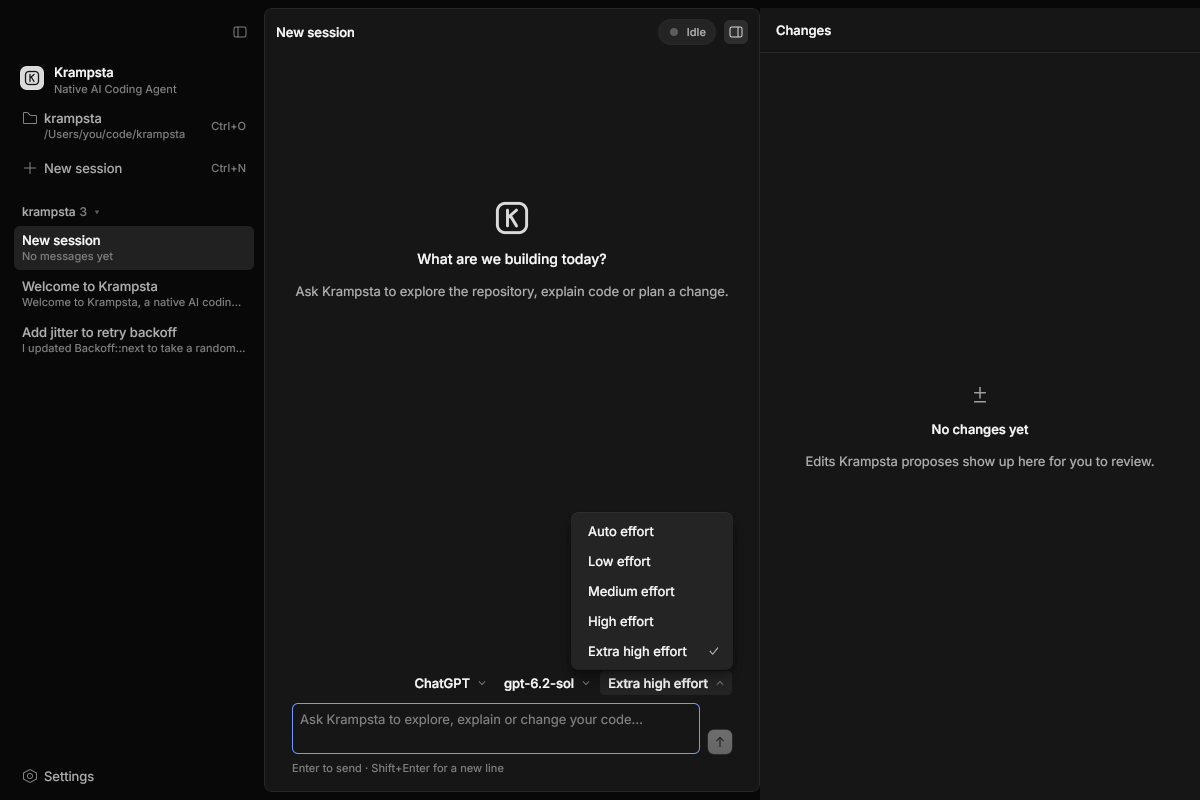 Krampsta
Native AI Coding Agent
krampsta
/Users/you/code/krampsta
Ctrl+O
New session
Ctrl+N
krampsta 3
New session
No messages yet
Welcome to Krampsta
Welcome to Krampsta, a native AI codin...
Add jitter to retry backoff
I updated Backoff::next to take a random...
Settings
New session
Idle
K
What are we building today?
Ask Krampsta to explore the repository, explain code or plan a change.
Auto effort
Low effort
Medium effort
High effort
Extra high effort
ChatGPT
gpt-6.2-sol
Extra high effort
Ask Krampsta to explore, explain or change your code...
Enter to send · Shift+Enter for a new line
Changes
No changes yet
Edits Krampsta proposes show up here for you to review.